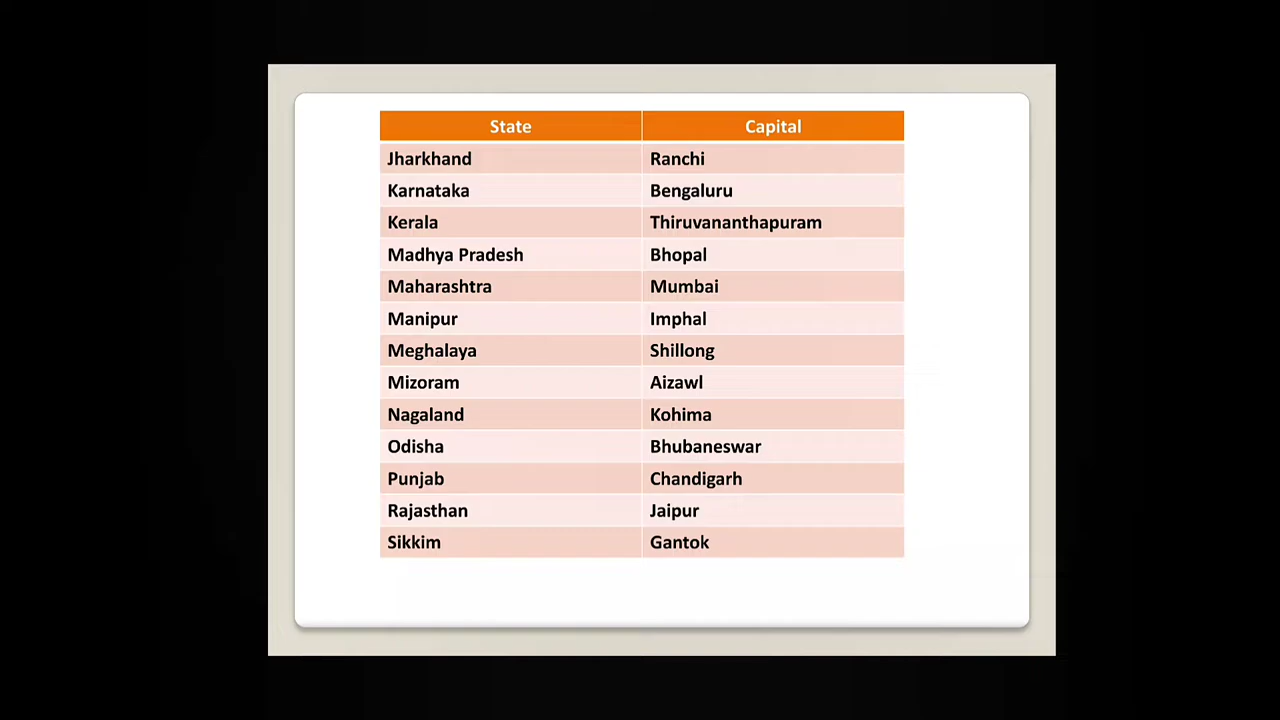 State Capital
Jharkhand Ranchi
Karnataka Bengaluru
Kerala Thiruvananthapuram
Madhya Pradesh Bhopal
Maharashtra Mumbai
Manipur Imphal
Meghalaya Shillong
Mizoram Aizawl
Nagaland Kohima
Odisha Bhubaneswar
Punjab Chandigarh
Rajasthan Jaipur
Sikkim Gantok